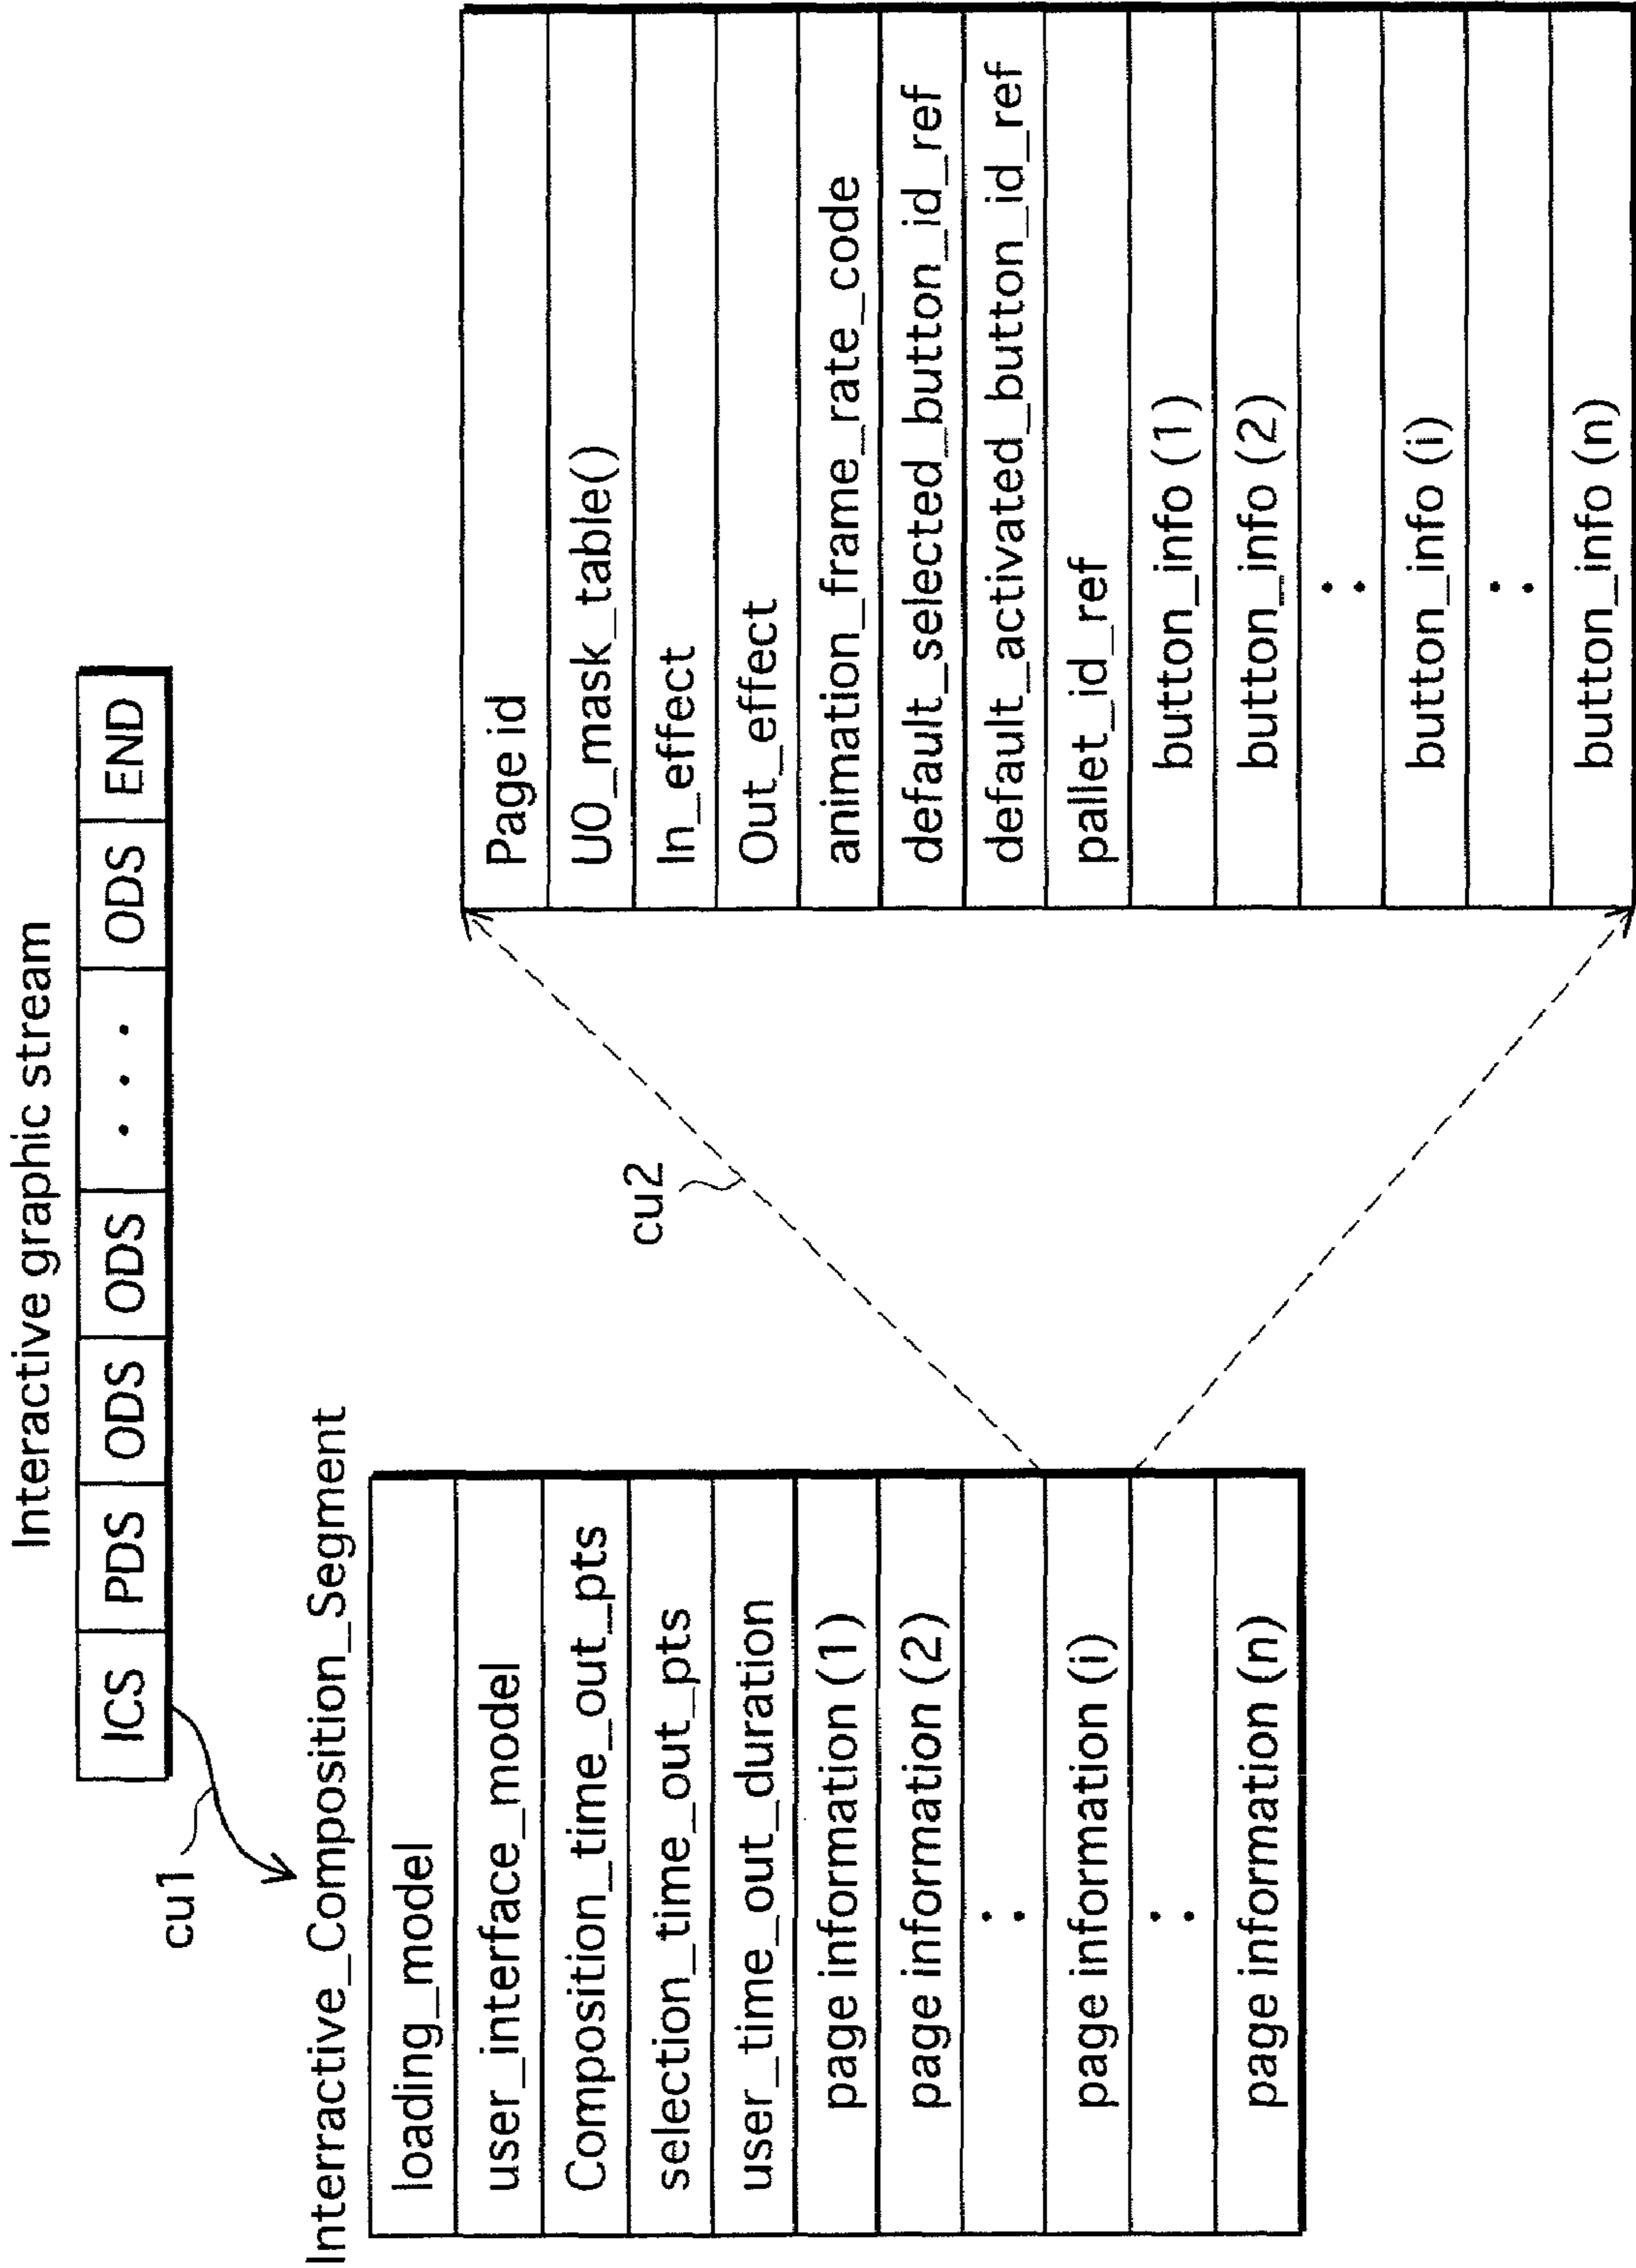 Interactive graphic stream
ICS PDS ODS ODS . . . ODS END
cu1
Interractive_Composition_Segment
loading_model
user_interface_model
Composition_time_out_pts
selection_time_out_pts
user_time_out_duration
page information (1)
page information (2)
:
page information (i)
:
page information (n)
cu2
Page id
UO_mask_table()
In_effect
Out_effect
animation_frame_rate_code
default_selected_button_id_ref
default_activated_button_id_ref
pallet_id_ref
button_info (1)
button_info (2)
:
button_info (i)
:
button_info (n)